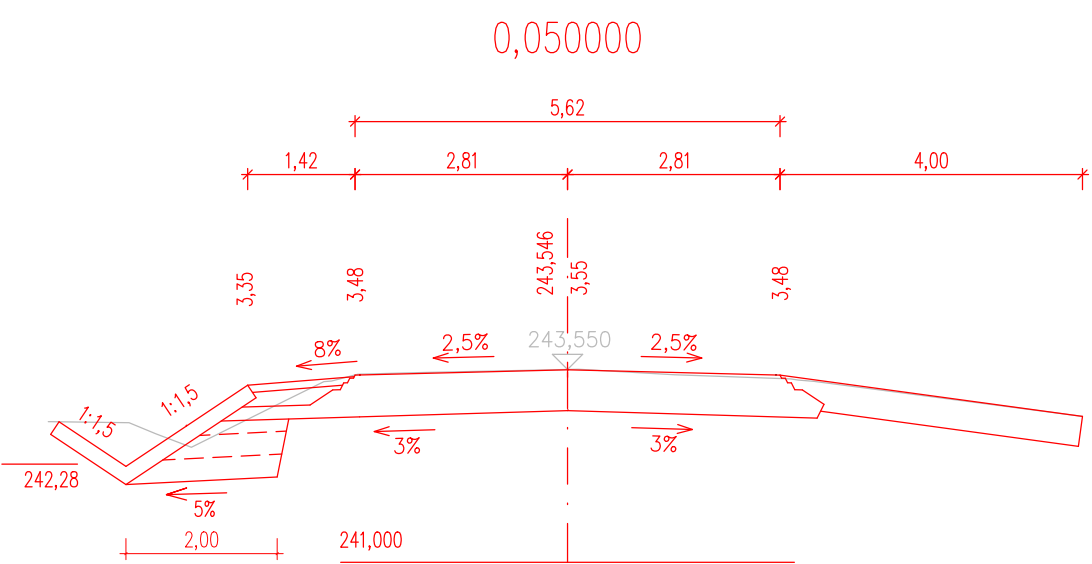 0,050000
5,62
1,42 2,81 2,81 4,00
3,35 3,48 243,546 3,55 3,48
8% 2,5% 243,550 2,5%
1:1,5 1:1,5
3% 3%
242,28
5%
2,00 241,000